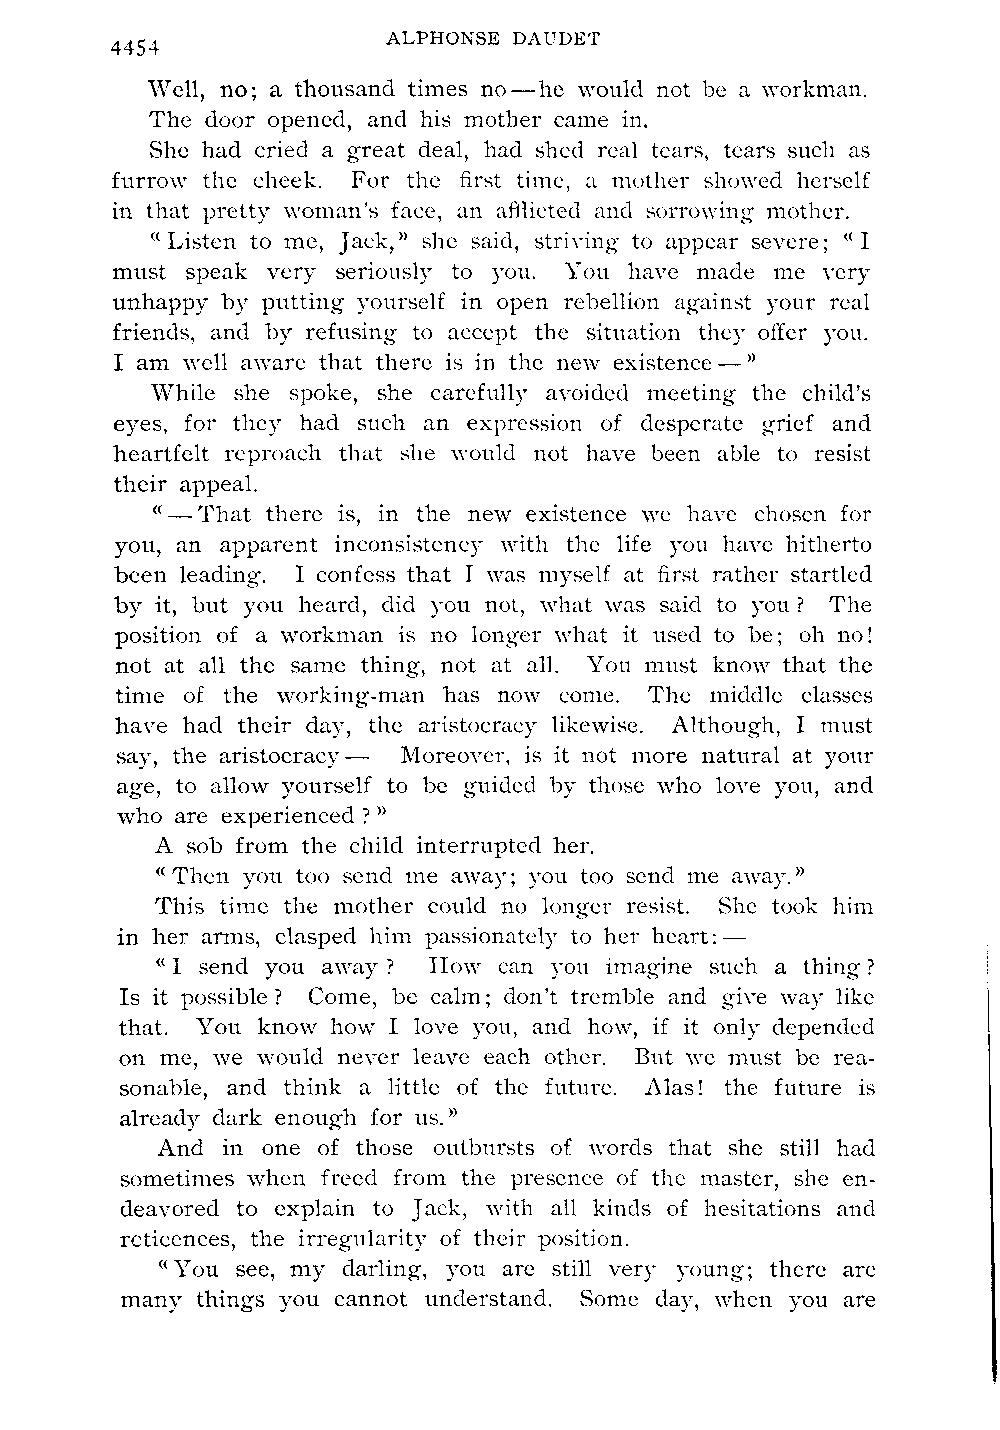 4454
ALPHONSE DAUDET
Well, no; a thousand times no—he would not be a workman.
The door opened, and his mother came in.
She had cried a great deal, had shed real tears, tears such as
furrow the cheek. For the first time, a mother showed herself
in that pretty woman's face, an afflicted and sorrowing mother.
"Listen to me, Jack," she said, striving to appear severe; "I
must speak very seriously to you. You have made me very
unhappy by putting yourself in open rebellion against your real
friends, and by refusing to accept the situation they offer you.
I am well aware that there is in the new existence—"
While she spoke, she carefully avoided meeting the child's
eyes, for they had such an expression of desperate grief and
heartfelt reproach that she would not have been able to resist
their appeal.
"—That there is, in the new existence we have chosen for
you, an apparent inconsistency with the life you have hitherto
been leading. I confess that I was myself at first rather startled
by it, but you heard, did you not, what was said to you? The
position of a workman is no longer what it used to be; oh no!
not at all the same thing, not at all. You must know that the
time of the working-man has now come. The middle classes
have had their day, the aristocracy likewise. Although, I must
say, the aristocracy— Moreover, is it not more natural at your
age, to allow yourself to be guided by those who love you, and
who are experienced?"
A sob from the child interrupted her.
"Then you too send me away; you too send me away."
This time the mother could no longer resist. She took him
in her arms, clasped him passionately to her heart:—
"I send you away? How can you imagine such a thing?
Is it possible? Come, be calm; don't tremble and give way like
that. You know how I love you, and how, if it only depended
on me, we would never leave each other. But we must be rea-
sonable, and think a little of the future. Alas! the future is
already dark enough for us."
And in one of those outbursts of words that she still had
sometimes when freed from the presence of the master, she en-
deavored to explain to Jack, with all kinds of hesitations and
reticences, the irregularity of their position.
"You see, my darling, you are still very young; there are
many things you cannot understand. Some day, when you are